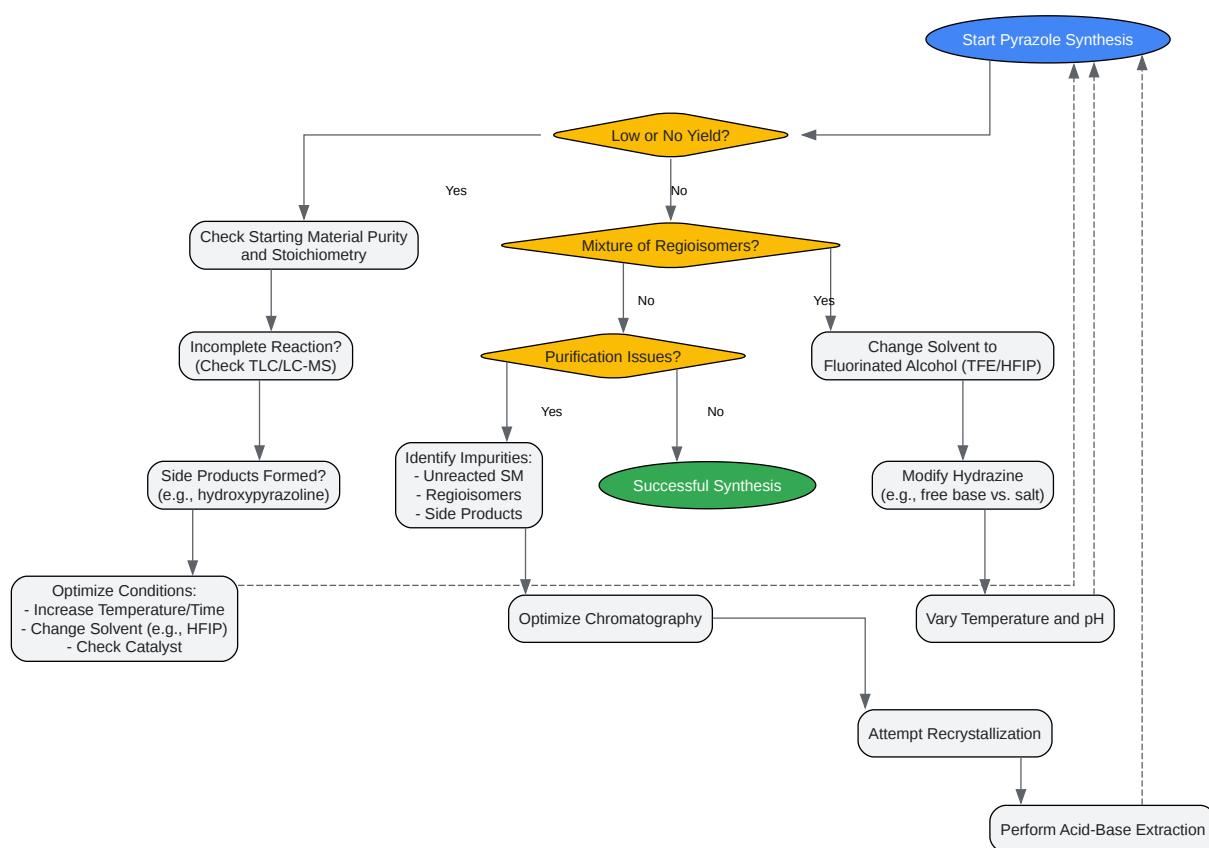 Start Pyrazole Synthesis
Low or No Yield?
Yes
No
Check Starting Material Purity
and Stoichiometry
Mixture of Regioisomers?
No
Yes
Incomplete Reaction?
(Check TLC/LC-MS)
Purification Issues?
Change Solvent to
Fluorinated Alcohol (TFE/HFIP)
Yes
No
Side Products Formed?
(e.g., hydroxypyrazoline)
Identify Impurities:
- Unreacted SM
- Regioisomers
- Side Products
Successful Synthesis
Modify Hydrazine
(e.g., free base vs. salt)
Optimize Conditions:
- Increase Temperature/Time
- Change Solvent (e.g., HFIP)
- Check Catalyst
Optimize Chromatography
Vary Temperature and pH
Attempt Recrystallization
Perform Acid-Base Extraction